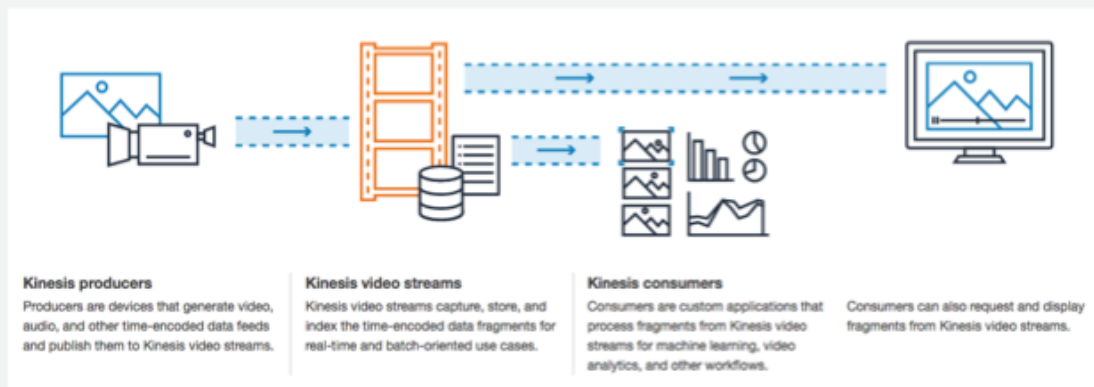 Kinesis producers
Producers are devices that generate video,
audio, and other time-encoded data feeds
and publish them to Kinesis video streams.
Kinesis video streams
Kinesis video streams capture, store, and
index the time-encoded data fragments for
real-time and batch-oriented use cases.
Kinesis consumers
Consumers are custom applications that
process fragments from Kinesis video
streams for machine learning, video
analytics, and other workflows.
Consumers can also request and display
fragments from Kinesis video streams.